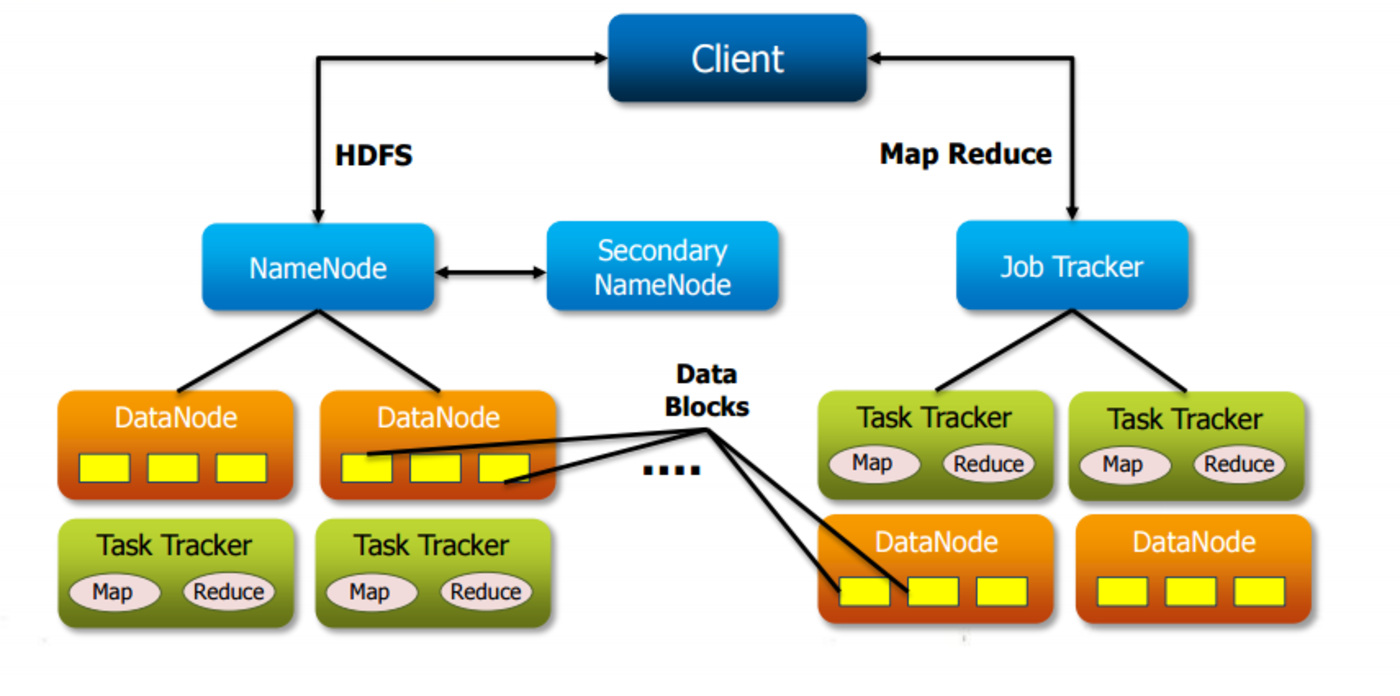 Client
HDFS
Map Reduce
NameNode
Secondary
NameNode
Job Tracker
Data
Blocks
DataNode
DataNode
....
Task Tracker
Map
Reduce
Task Tracker
Map
Reduce
Task Tracker
Map
Reduce
Task Tracker
Map
Reduce
DataNode
DataNode